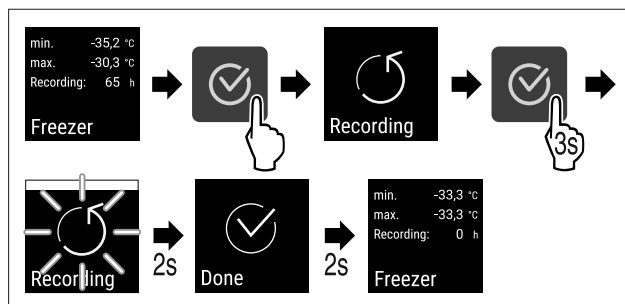 min. -35,2 °C
max. -30,3 °C
Recording: 65 h
Freezer
Recording
3s
Recording
2s
Done
2s
min. -33,3 °C
max. -33,3 °C
Recording: 0 h
Freezer